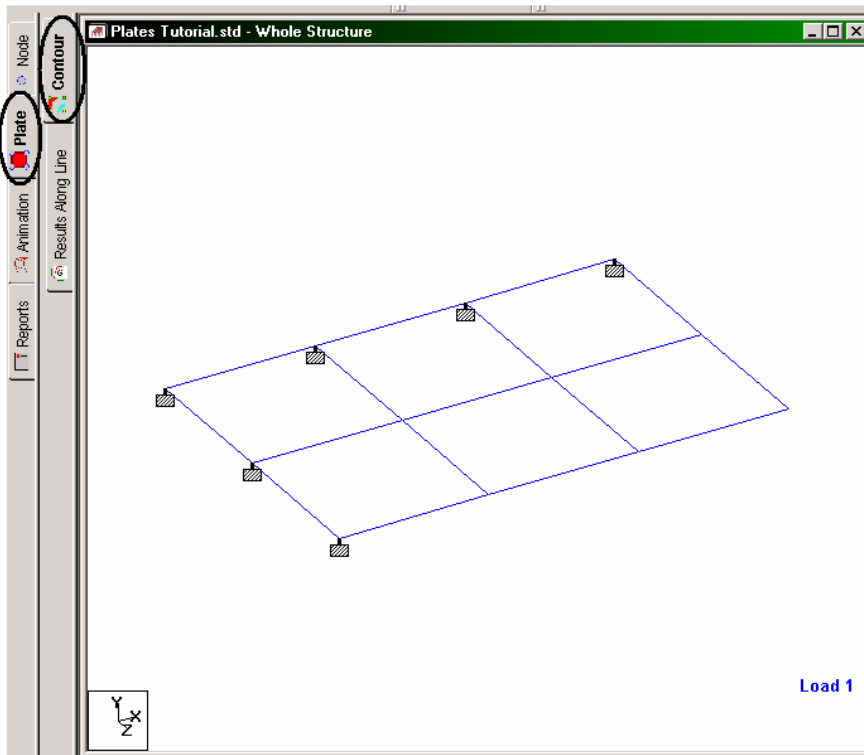 Plates Tutorial.std - Whole Structure
Node
Plate
Animation
Reports
Contour
Results Along Line
Load 1
Y
X
Z